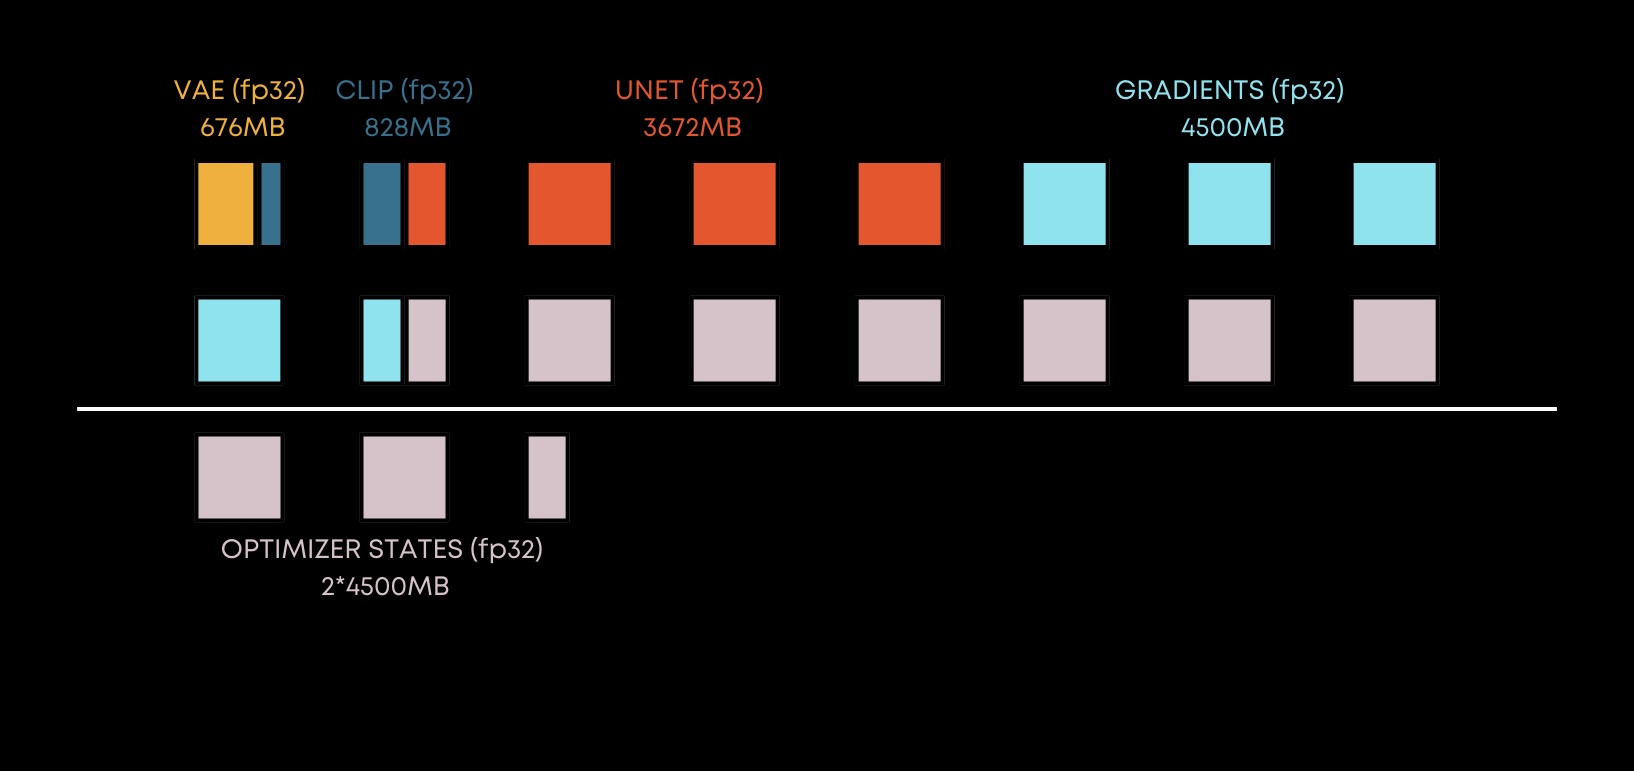 VAE (fp32)
676MB
CLIP (fp32)
828MB
UNET (fp32)
3672MB
GRADIENTS (fp32)
4500MB
OPTIMIZER STATES (fp32)
2*4500MB